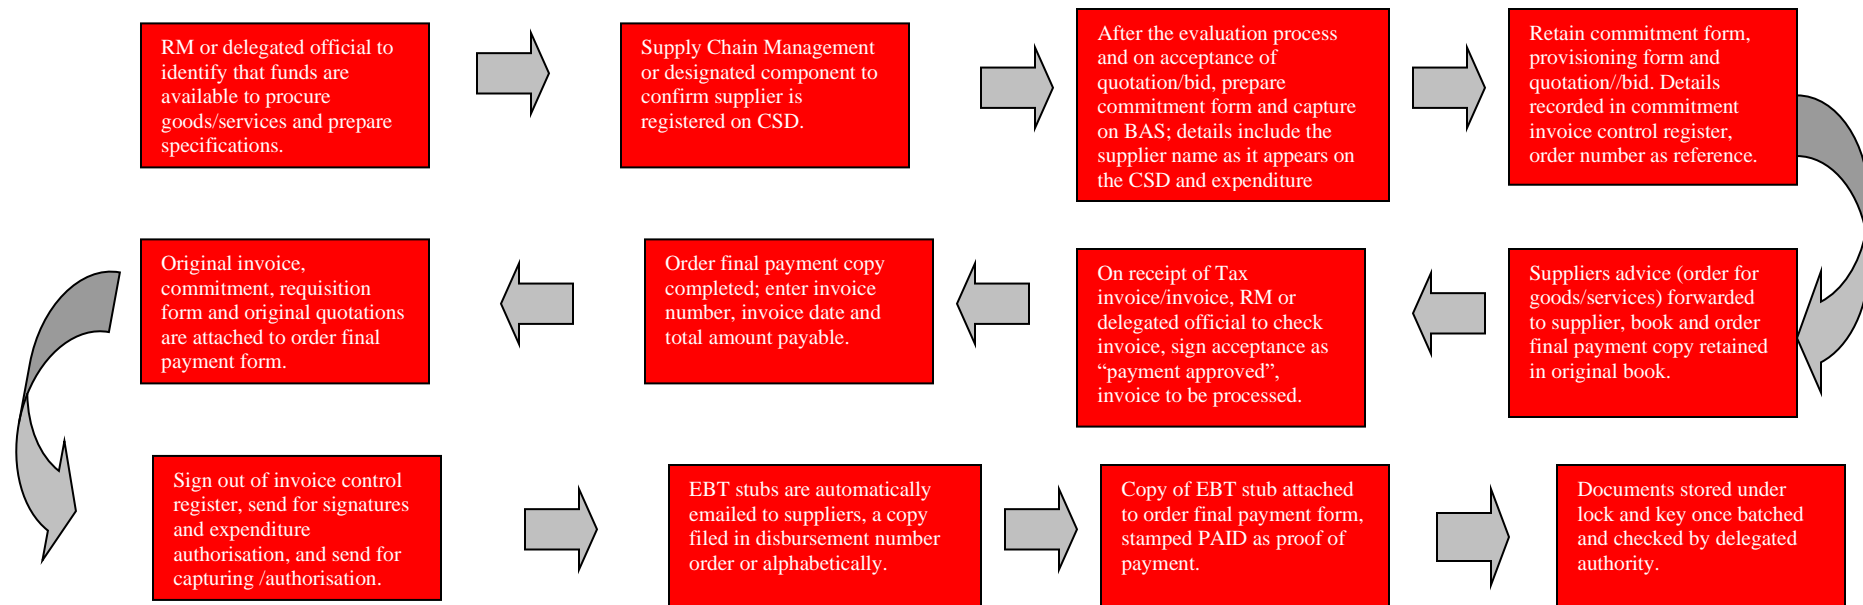 RM or delegated official to
identify that funds are
available to procure
goods/services and prepare
specifications.
Supply Chain Management
or designated component to
confirm supplier is
registered on CSD.
After the evaluation process
and on acceptance of
quotation/bid, prepare
commitment form and capture
on BAS; details include the
supplier name as it appears on
the CSD and expenditure
Retain commitment form,
provisioning form and
quotation//bid. Details
recorded in commitment
invoice control register,
order number as reference.
Suppliers advice (order for
goods/services) forwarded
to supplier, book and order
final payment copy retained
in original book.
On receipt of Tax
invoice/invoice, RM or
delegated official to check
invoice, sign acceptance as
“payment approved”,
invoice to be processed.
Order final payment copy
completed; enter invoice
number, invoice date and
total amount payable.
Original invoice,
commitment, requisition
form and original quotations
are attached to order final
payment form.
Sign out of invoice control
register, send for signatures
and expenditure
authorisation, and send for
capturing /authorisation.
EBT stubs are automatically
emailed to suppliers, a copy
filed in disbursement number
order or alphabetically.
Copy of EBT stub attached
to order final payment form,
stamped PAID as proof of
payment.
Documents stored under
lock and key once batched
and checked by delegated
authority.